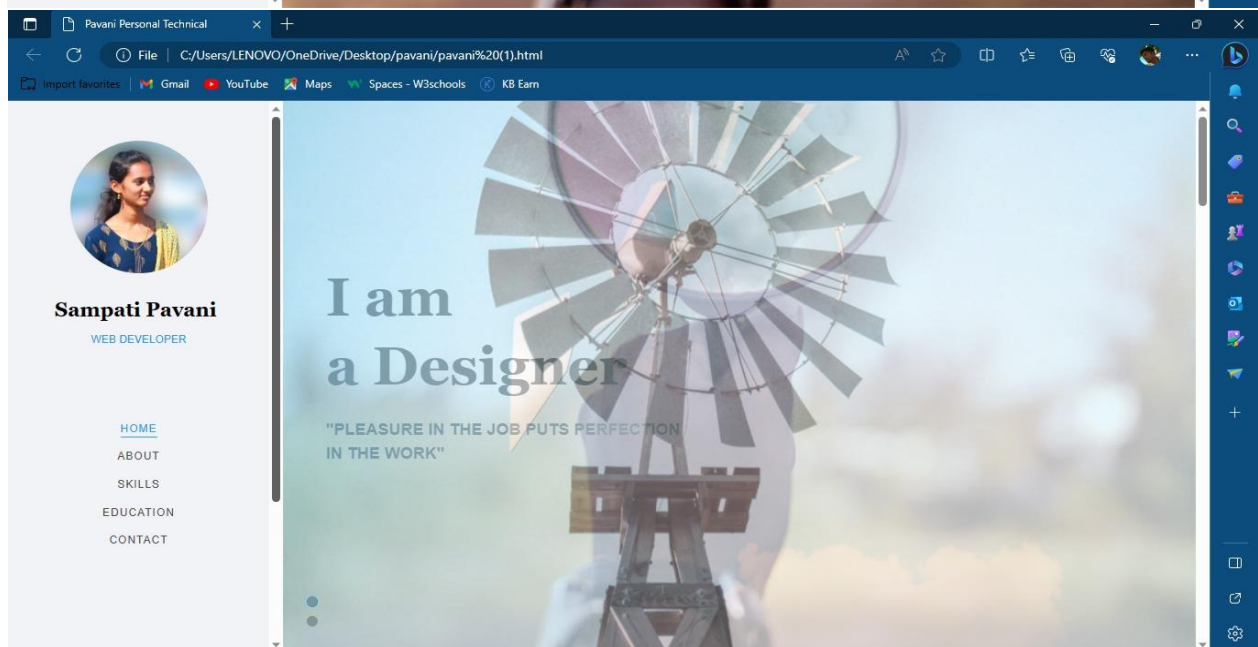 Pavani Personal Technical
File
C:/Users/LENOVO/OneDrive/Desktop/pavani/pavani%20(1).html
Import favorites
Gmail
YouTube
Maps
Spaces - W3schools
KB Earn
Sampati Pavani
WEB DEVELOPER
HOME
ABOUT
SKILLS
EDUCATION
CONTACT
I am
a Designer
"PLEASURE IN THE JOB PUTS PERFECTION
IN THE WORK"